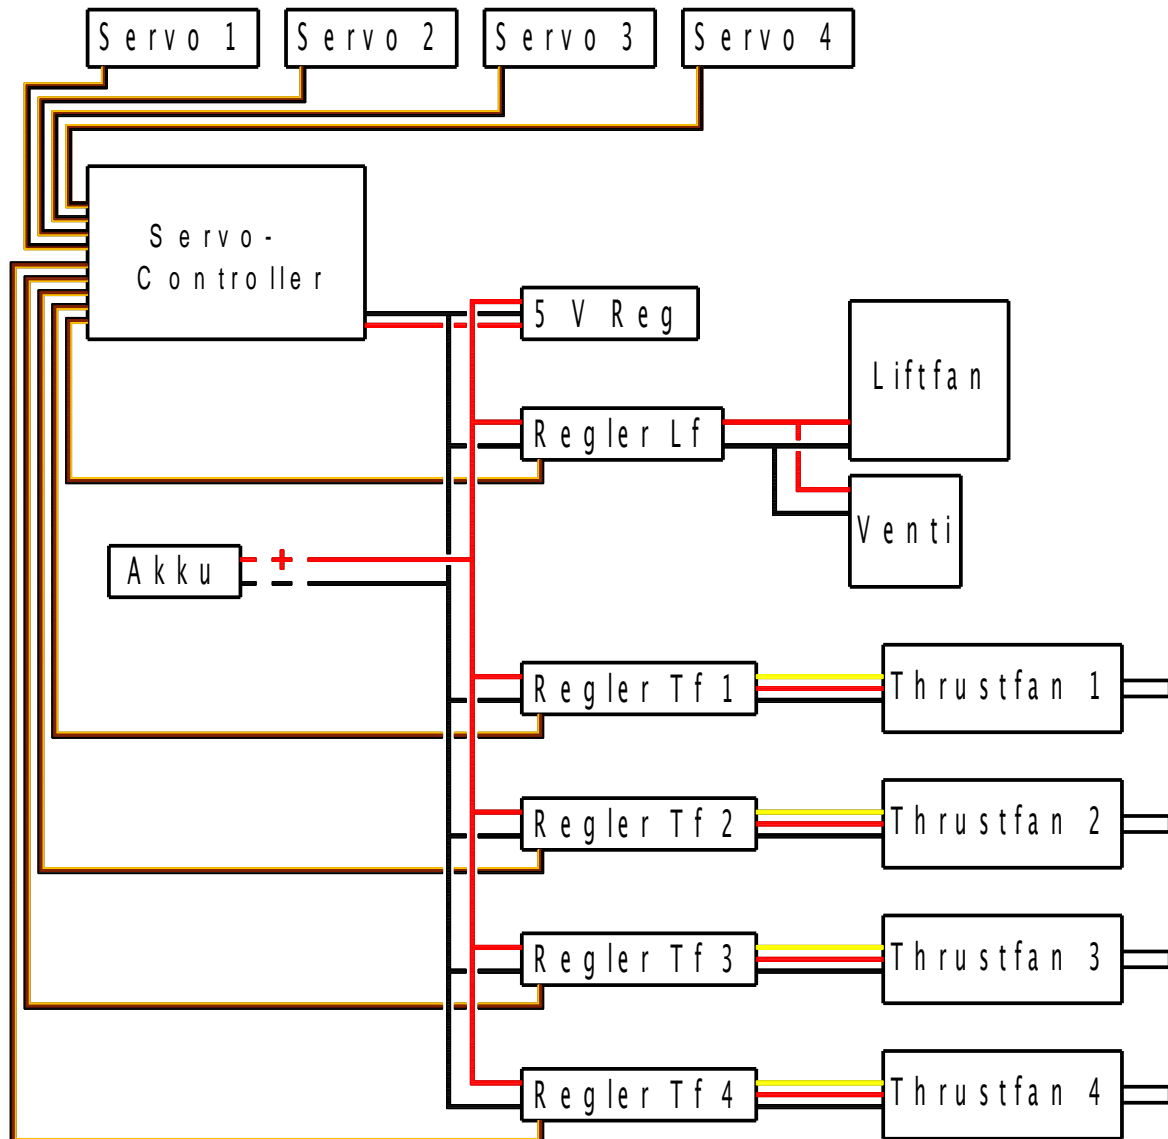 Servo 1
Servo 2
Servo 3
Servo 4
Servo-
Controller
5 V Reg
Liftfan
Regler Lf
Venti
+
Akku
−
Regler Tf 1
Thrustfan 1
Regler Tf 2
Thrustfan 2
Regler Tf 3
Thrustfan 3
Regler Tf 4
Thrustfan 4